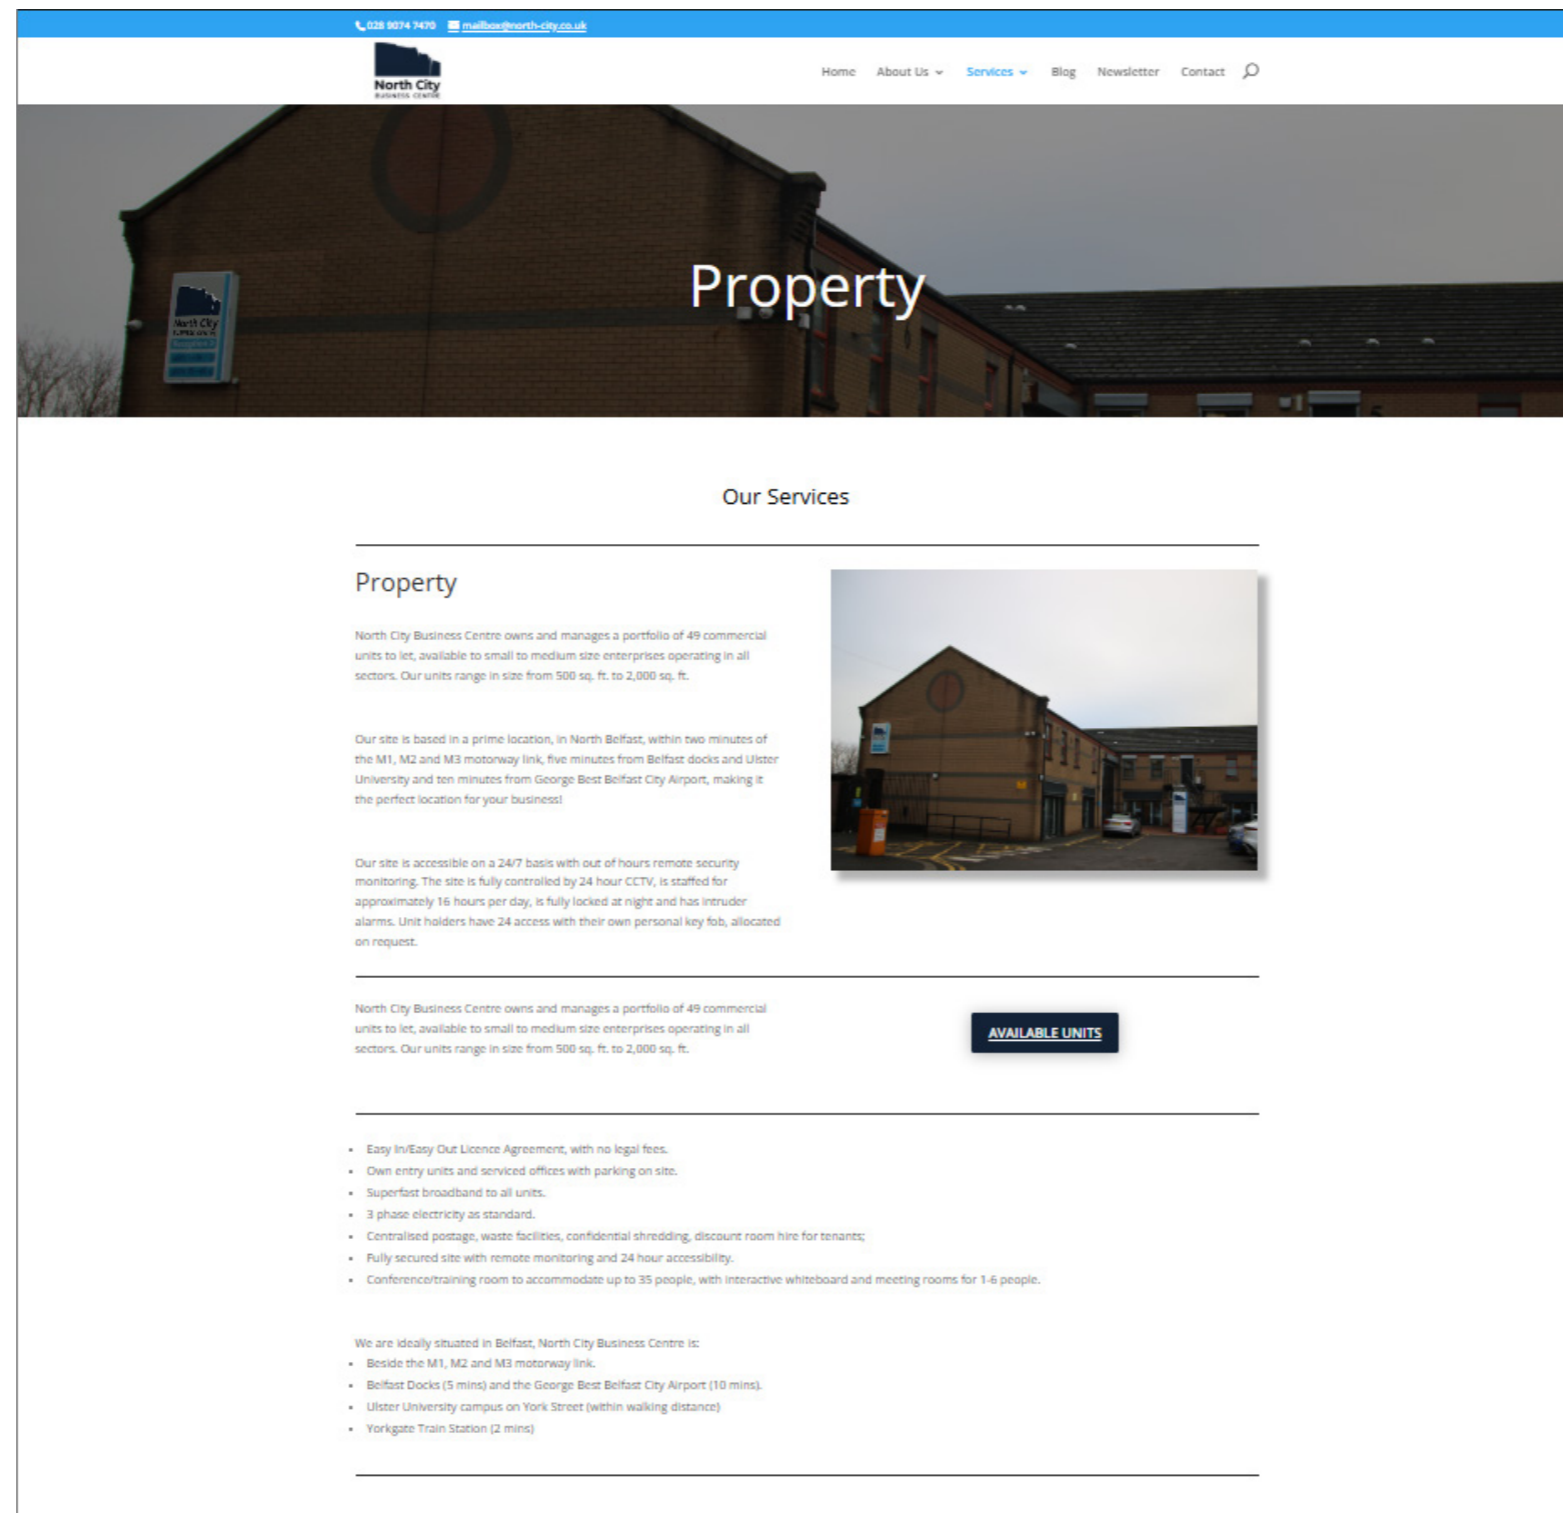 028 9074 7470 mailbox@north-city.co.uk
North City
BUSINESS CENTRE
Home About Us Services Blog Newsletter Contact
Property
North City
Our Services
Property
North City Business Centre owns and manages a portfolio of 49 commercial
units to let, available to small to medium size enterprises operating in all
sectors. Our units range in size from 500 sq. ft. to 2,000 sq. ft.
Our site is based in a prime location, in North Belfast, within two minutes of
the M1, M2 and M3 motorway link, five minutes from Belfast docks and Ulster
University and ten minutes from George Best Belfast City Airport, making it
the perfect location for your business!
Our site is accessible on a 24/7 basis with out of hours remote security
monitoring. The site is fully controlled by 24 hour CCTV, is staffed for
approximately 16 hours per day, is fully locked at night and has intruder
alarms. Unit holders have 24 access with their own personal key fob, allocated
on request.
North City Business Centre owns and manages a portfolio of 49 commercial
units to let, available to small to medium size enterprises operating in all
sectors. Our units range in size from 500 sq. ft. to 2,000 sq. ft.
AVAILABLE UNITS
Easy In/Easy Out Licence Agreement, with no legal fees.
Own entry units and serviced offices with parking on site.
Superfast broadband to all units.
3 phase electricity as standard.
Centralised postage, waste facilities, confidential shredding, discount room hire for tenants;
Fully secured site with remote monitoring and 24 hour accessibility.
Conference/training room to accommodate up to 35 people, with interactive whiteboard and meeting rooms for 1-6 people.
We are ideally situated in Belfast, North City Business Centre is:
Beside the M1, M2 and M3 motorway link.
Belfast Docks (5 mins) and the George Best Belfast City Airport (10 mins).
Ulster University campus on York Street (within walking distance)
Yorkgate Train Station (2 mins)